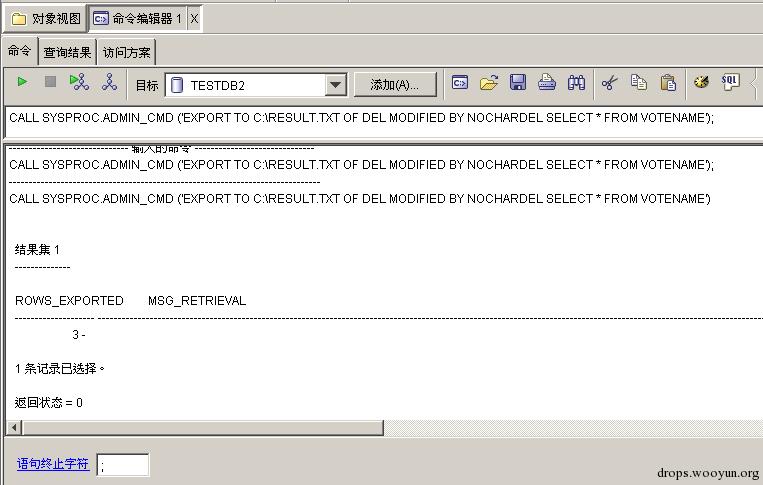 对象视图 命令编辑器 1 X
命令 查询结果 访问方案
目标 TESTDB2 添加(A)... SQL
CALL SYSPROC.ADMIN_CMD ('EXPORT TO C:\RESULT.TXT OF DEL MODIFIED BY NOCHARDEL SELECT * FROM VOTENAME');
------------------------------ 输入的命令 ------------------------------
CALL SYSPROC.ADMIN_CMD ('EXPORT TO C:\RESULT.TXT OF DEL MODIFIED BY NOCHARDEL SELECT * FROM VOTENAME');
------------------------------------------------------------------------------
CALL SYSPROC.ADMIN_CMD ('EXPORT TO C:\RESULT.TXT OF DEL MODIFIED BY NOCHARDEL SELECT * FROM VOTENAME')
结果集 1
--------------
ROWS_EXPORTED MSG_RETRIEVAL
-------------------- ------------------------------------------------------------------------------
3 -
1 条记录已选择。
返回状态 = 0
语句终止字符 ;
drops.wooyun.org